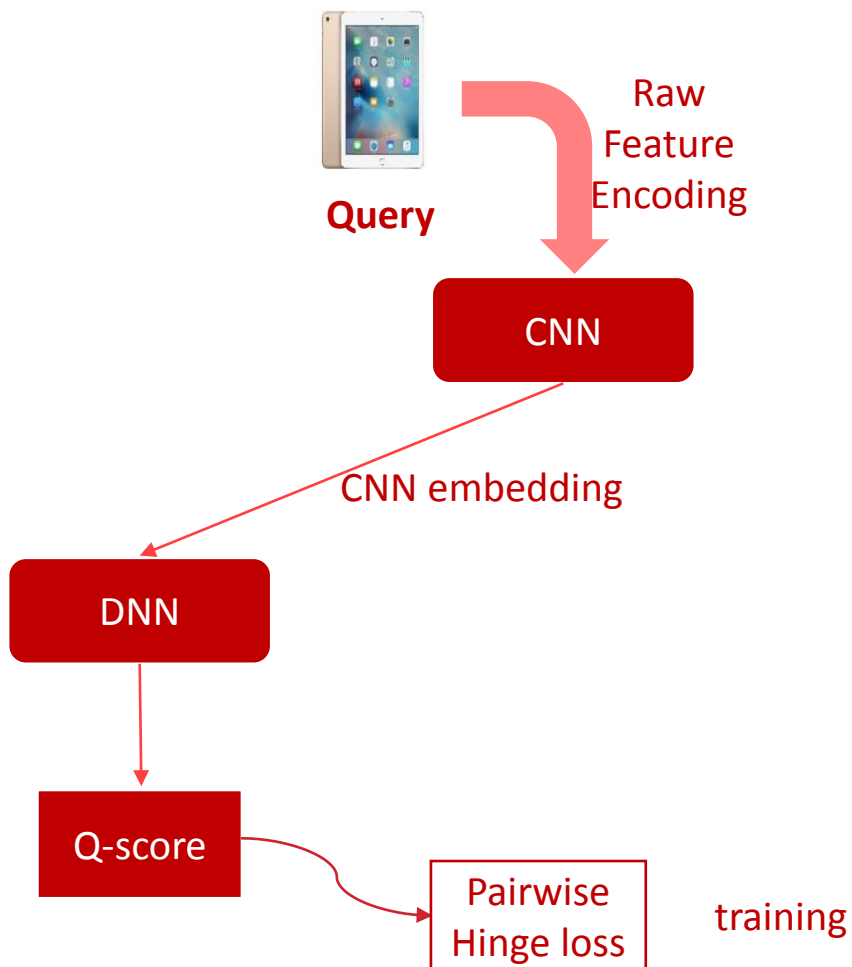 Raw
Feature
Encoding
Query
CNN
CNN embedding
DNN
Q-score
Pairwise
Hinge loss
training